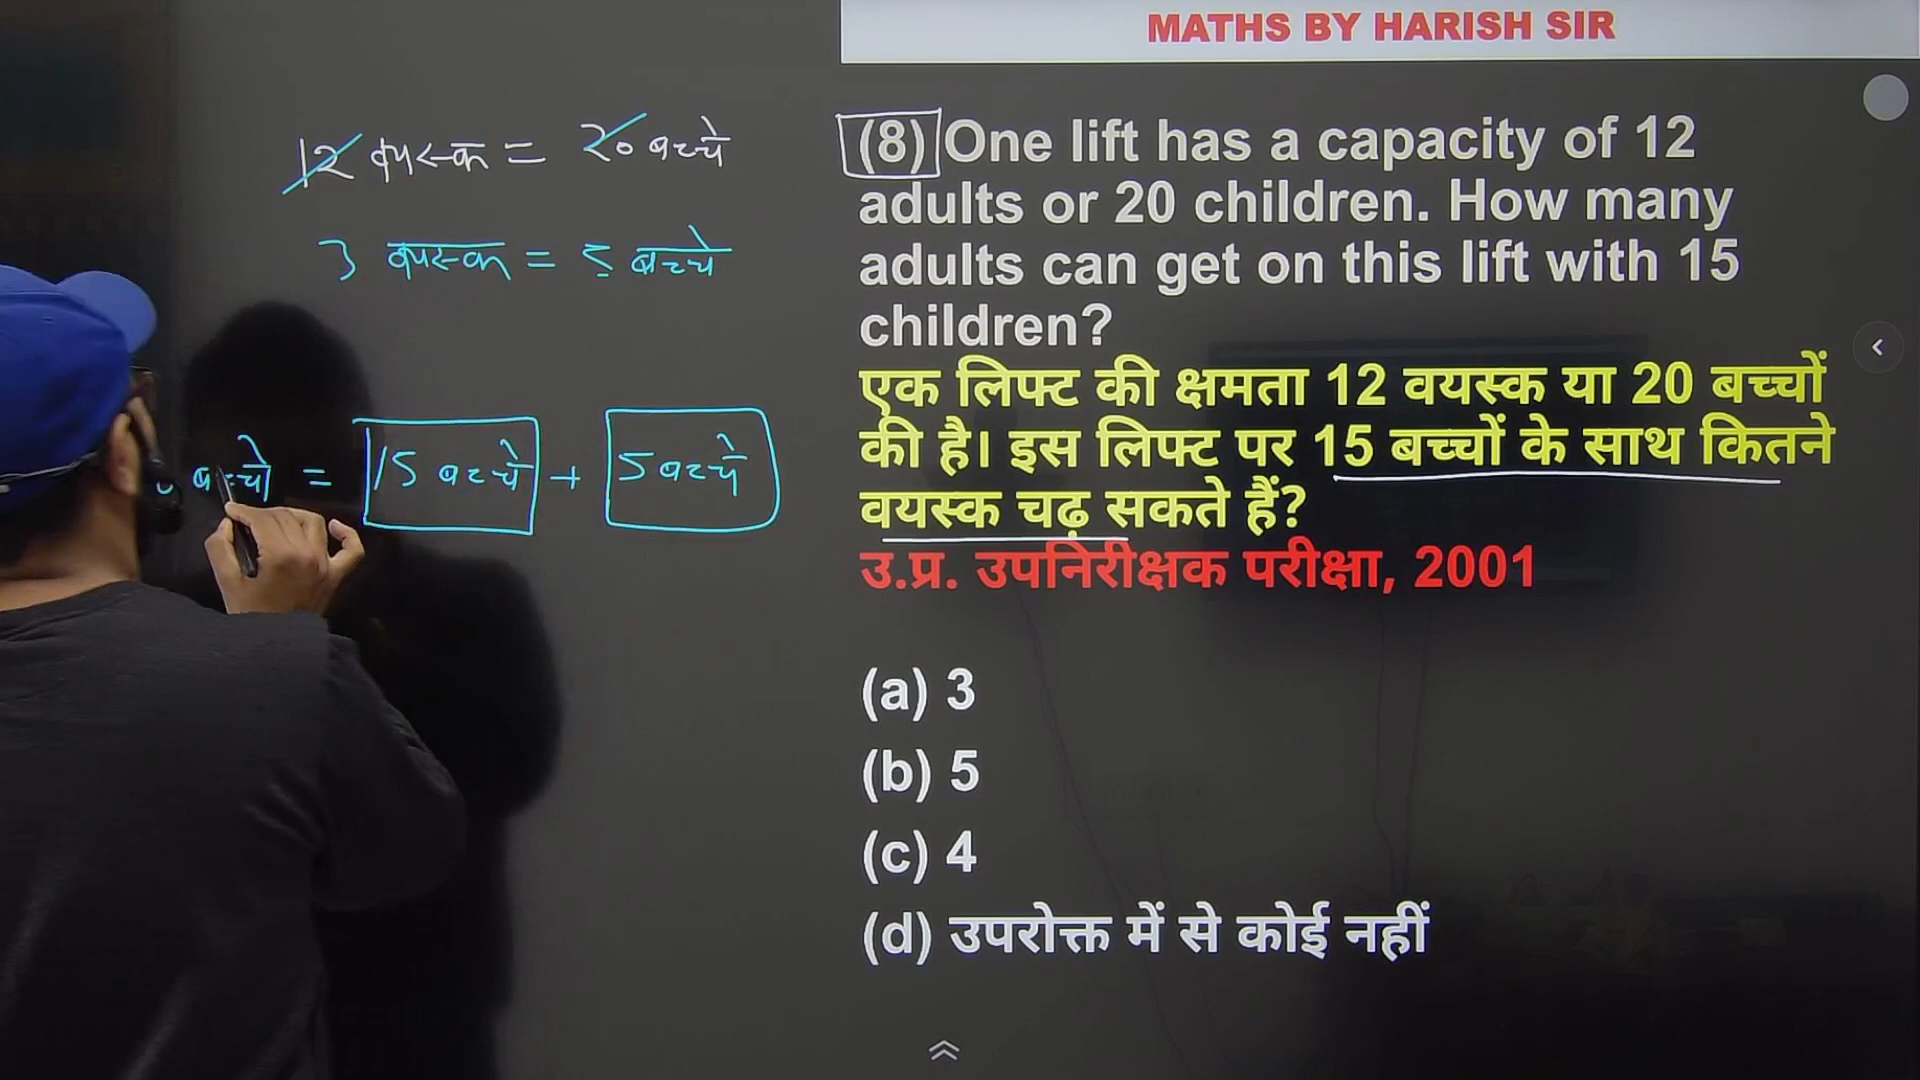 MATHS BY HARISH SIR
12 वयस्क = 20 बच्चे
3 वयस्क = 5 बच्चे
बच्चो = 15 बच्चे + 5 बच्चे
(8) One lift has a capacity of 12
adults or 20 children. How many
adults can get on this lift with 15
children?
एक लिफ्ट की क्षमता 12 वयस्क या 20 बच्चों
की है। इस लिफ्ट पर 15 बच्चों के साथ कितने
वयस्क चढ़ सकते हैं?
उ.प्र. उपनिरीक्षक परीक्षा, 2001
(a) 3
(b) 5
(c) 4
(d) उपरोक्त में से कोई नहीं